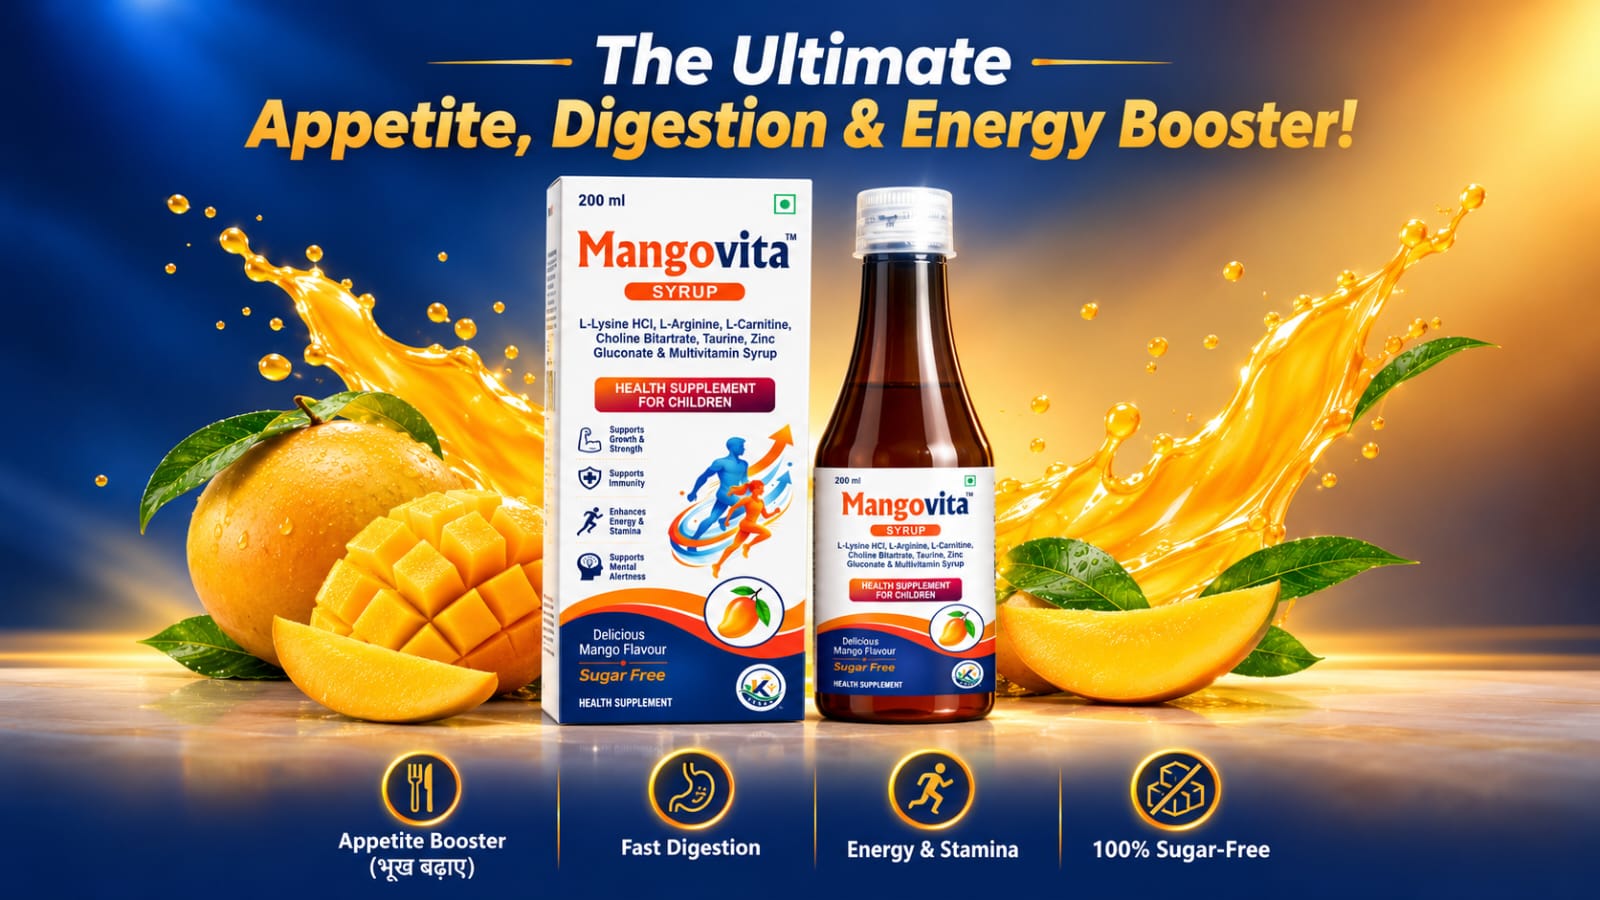 The Ultimate
Appetite, Digestion & Energy Booster!
200 ml
Mangovita™
SYRUP
L-Lysine HCl, L-Arginine, L-Carnitine,
Choline Bitartrate, Taurine, Zinc
Gluconate & Multivitamin Syrup
HEALTH SUPPLEMENT
FOR CHILDREN
Supports
Growth &
Strength
Supports
Immunity
Enhances
Energy &
Stamina
Supports
Mental
Alertness
Delicious
Mango Flavour
Sugar Free
HEALTH SUPPLEMENT
K
200 ml
Mangovita™
SYRUP
L-Lysine HCl, L-Arginine, L-Carnitine,
Choline Bitartrate, Taurine, Zinc
Gluconate & Multivitamin Syrup
HEALTH SUPPLEMENT
FOR CHILDREN
Delicious
Mango Flavour
Sugar Free
HEALTH SUPPLEMENT
K
Appetite Booster
(भूख बढ़ाए)
Fast Digestion
Energy & Stamina
100% Sugar-Free